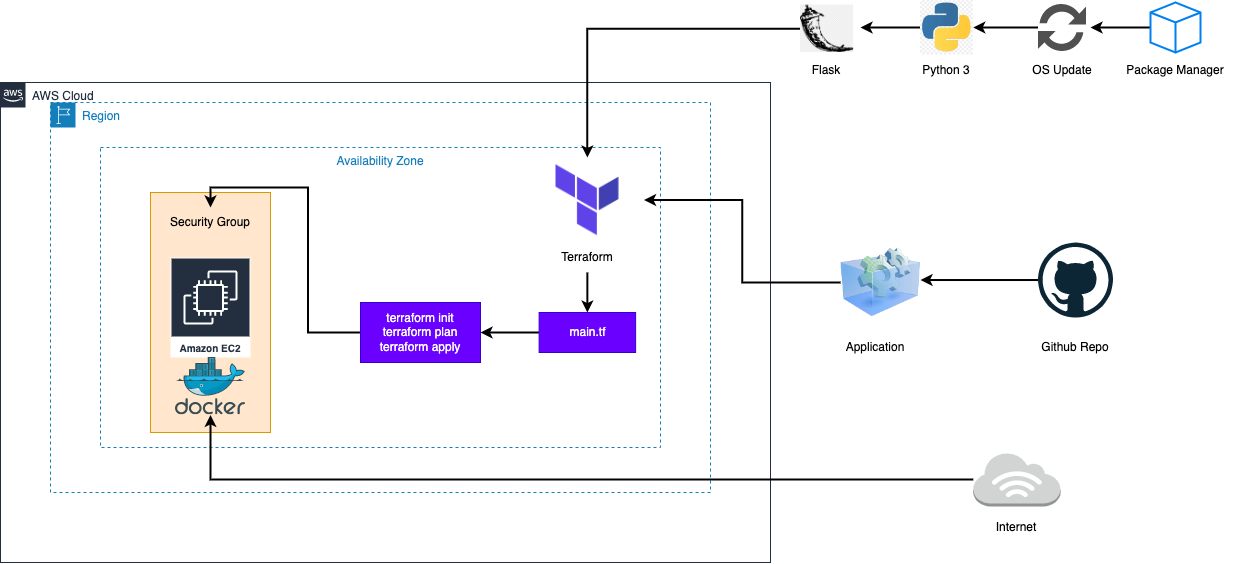 Flask
Python 3
OS Update
Package Manager
aws
AWS Cloud
Region
Availability Zone
Security Group
Terraform
Amazon EC2
docker
terraform init
terraform plan
terraform apply
main.tf
Application
Github Repo
Internet